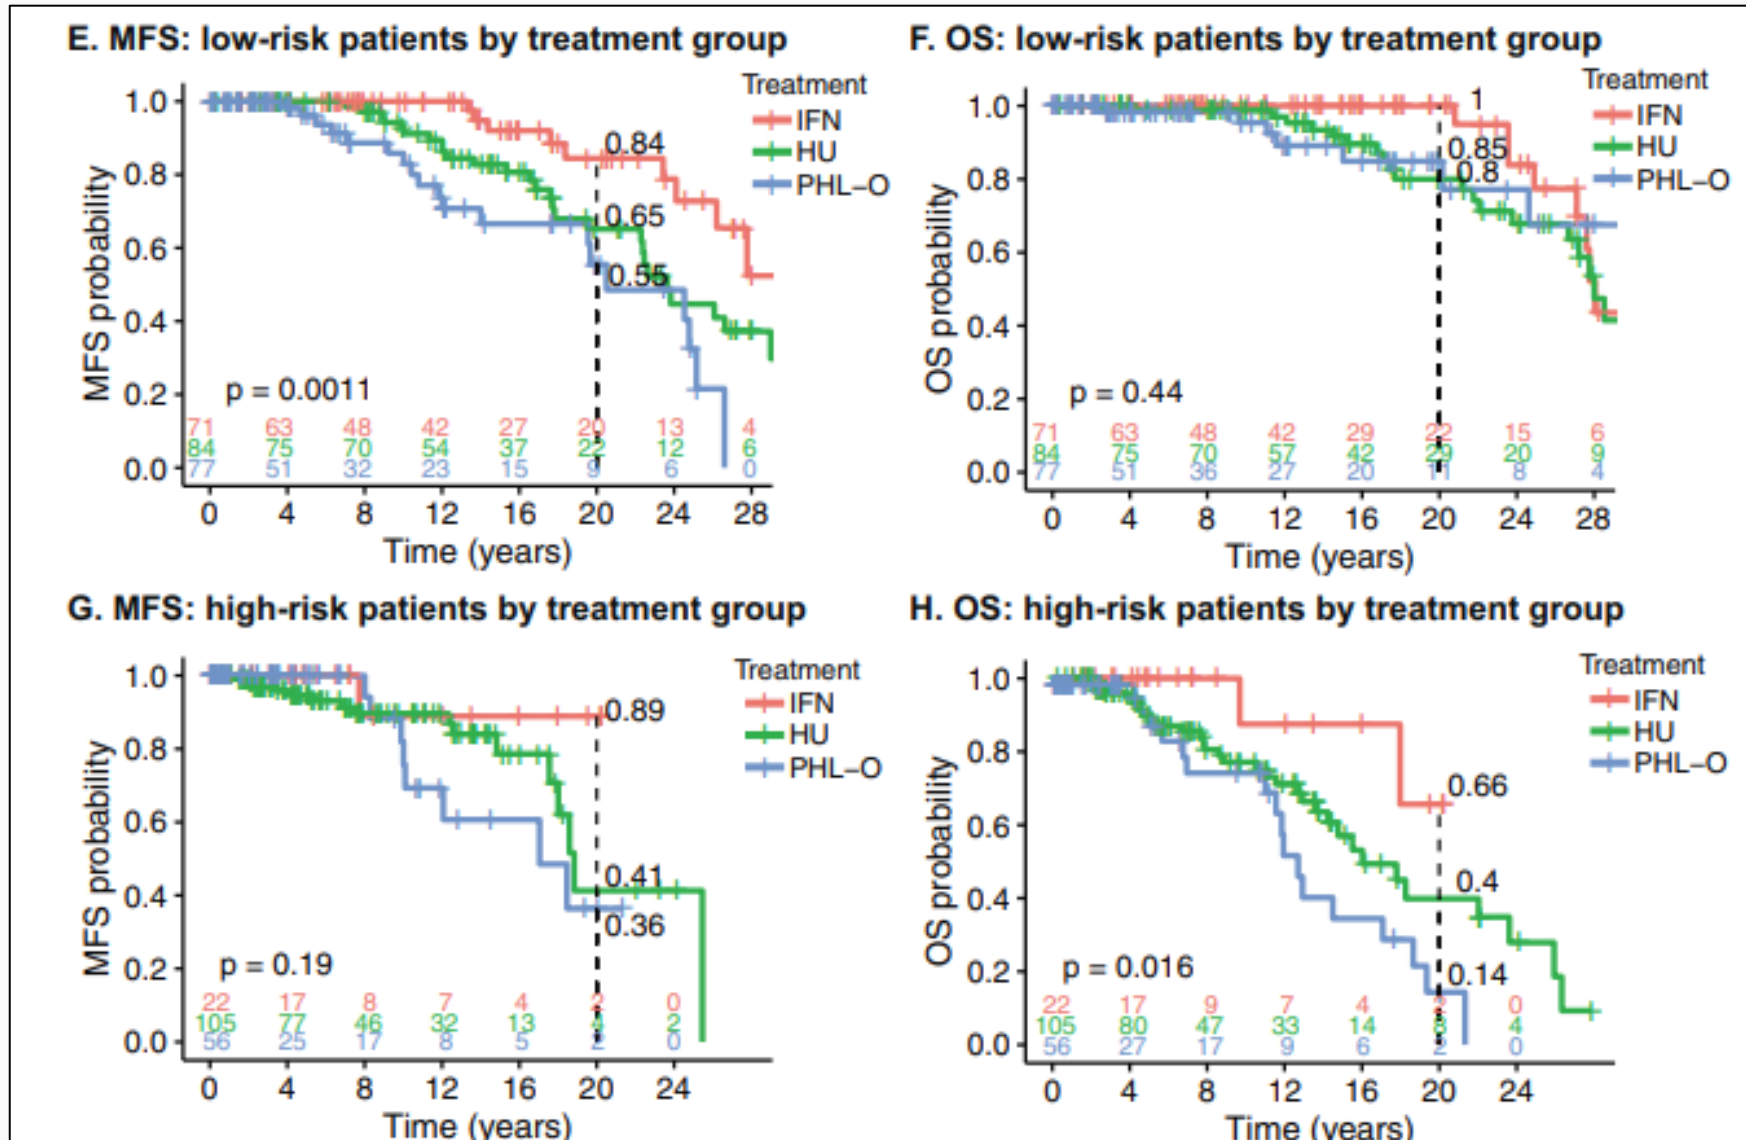 E. MFS: low-risk patients by treatment group
Treatment
IFN
HU
PHL-O
MFS probability
1.0
0.8
0.6
0.4
0.2
0.0
0.84
0.65
0.55
p = 0.0011
71 63 48 42 27 20 13 4
84 75 70 54 37 22 12 6
77 51 32 23 15 9 6 0
0 4 8 12 16 20 24 28
Time (years)
F. OS: low-risk patients by treatment group
Treatment
IFN
HU
PHL-O
OS probability
1.0
0.8
0.6
0.4
0.2
0.0
1
0.85
0.8
p = 0.44
71 63 48 42 29 22 15 6
84 75 70 57 42 29 20 9
77 51 36 27 20 11 8 4
0 4 8 12 16 20 24 28
Time (years)
G. MFS: high-risk patients by treatment group
Treatment
IFN
HU
PHL-O
MFS probability
1.0
0.8
0.6
0.4
0.2
0.0
0.89
0.41
0.36
p = 0.19
22 17 8 7 4 2 0
105 77 46 32 13 4 2
56 25 17 8 5 2 0
0 4 8 12 16 20 24
Time (years)
H. OS: high-risk patients by treatment group
Treatment
IFN
HU
PHL-O
OS probability
1.0
0.8
0.6
0.4
0.2
0.0
0.66
0.4
0.14
p = 0.016
22 17 9 7 4 2 0
105 80 47 33 14 8 4
56 27 17 9 6 2 0
0 4 8 12 16 20 24
Time (years)